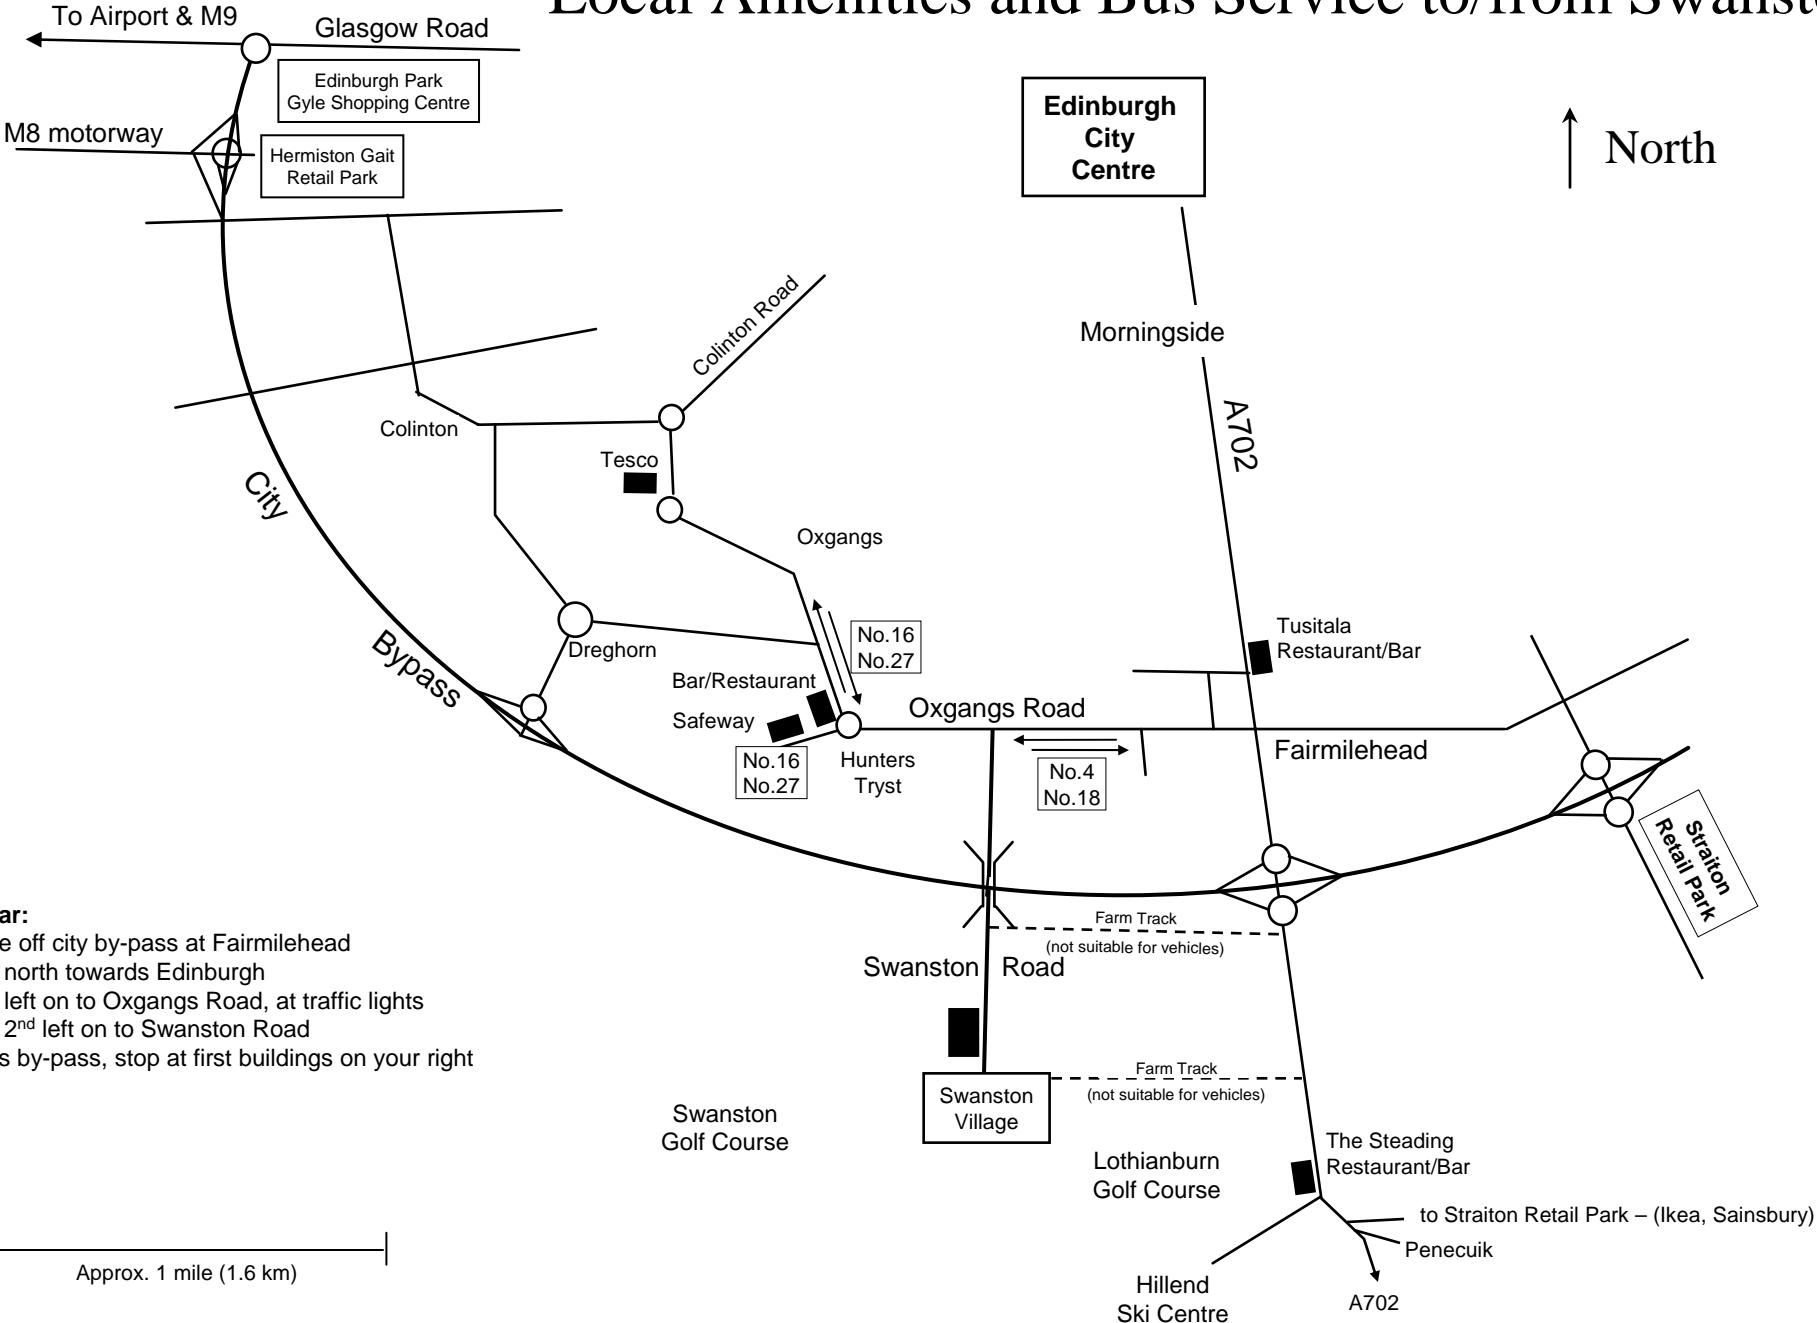 Local Amenities and Bus Service to/from
To Airport & M9
Glasgow Road
Edinburgh Park
Gyle Shopping Centre
M8 motorway
Hermiston Gait
Retail Park
Edinburgh
City
Centre
North
Colinton Road
Morningside
A702
Colinton
Tesco
City
Oxgangs
Bypass
Dreghorn
No.16
No.27
Tusitala
Restaurant/Bar
Bar/Restaurant
Safeway
Oxgangs Road
No.16
No.27
Hunters
Tryst
No.4
No.18
Fairmilehead
Straiton
Retail Park
off city by-pass at Fairmilehead
north towards Edinburgh
left on to Oxgangs Road, at traffic lights
2nd left on to Swanston Road
by-pass, stop at first buildings on your right
Farm Track
(not suitable for vehicles)
Swanston Road
Farm Track
(not suitable for vehicles)
Swanston
Village
Swanston
Golf Course
Lothianburn
Golf Course
The Steading
Restaurant/Bar
to Straiton Retail Park – (Ikea, Sainsbury)
Penecuik
Hillend
Ski Centre
A702
Approx. 1 mile (1.6 km)